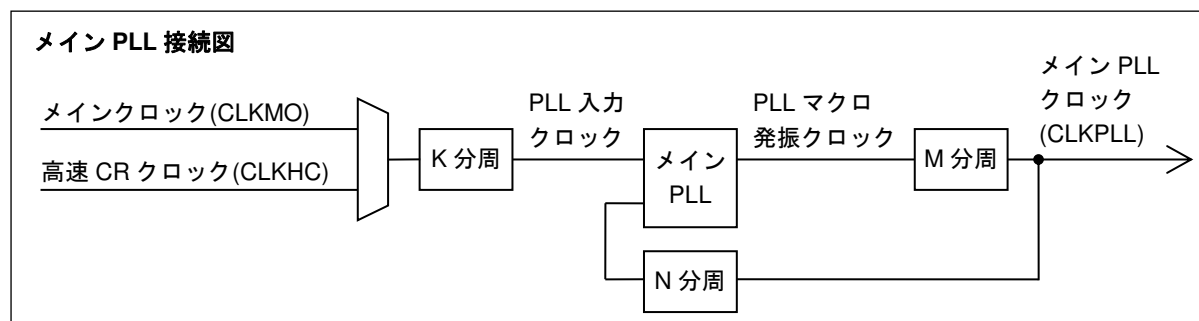 メイン PLL 接続図
メインクロック(CLKMO)
高速 CR クロック(CLKHC)
K 分周
PLL 入力
クロック
メイン
PLL
PLL マクロ
発振クロック
M 分周
メイン PLL
クロック
(CLKPLL)
N 分周